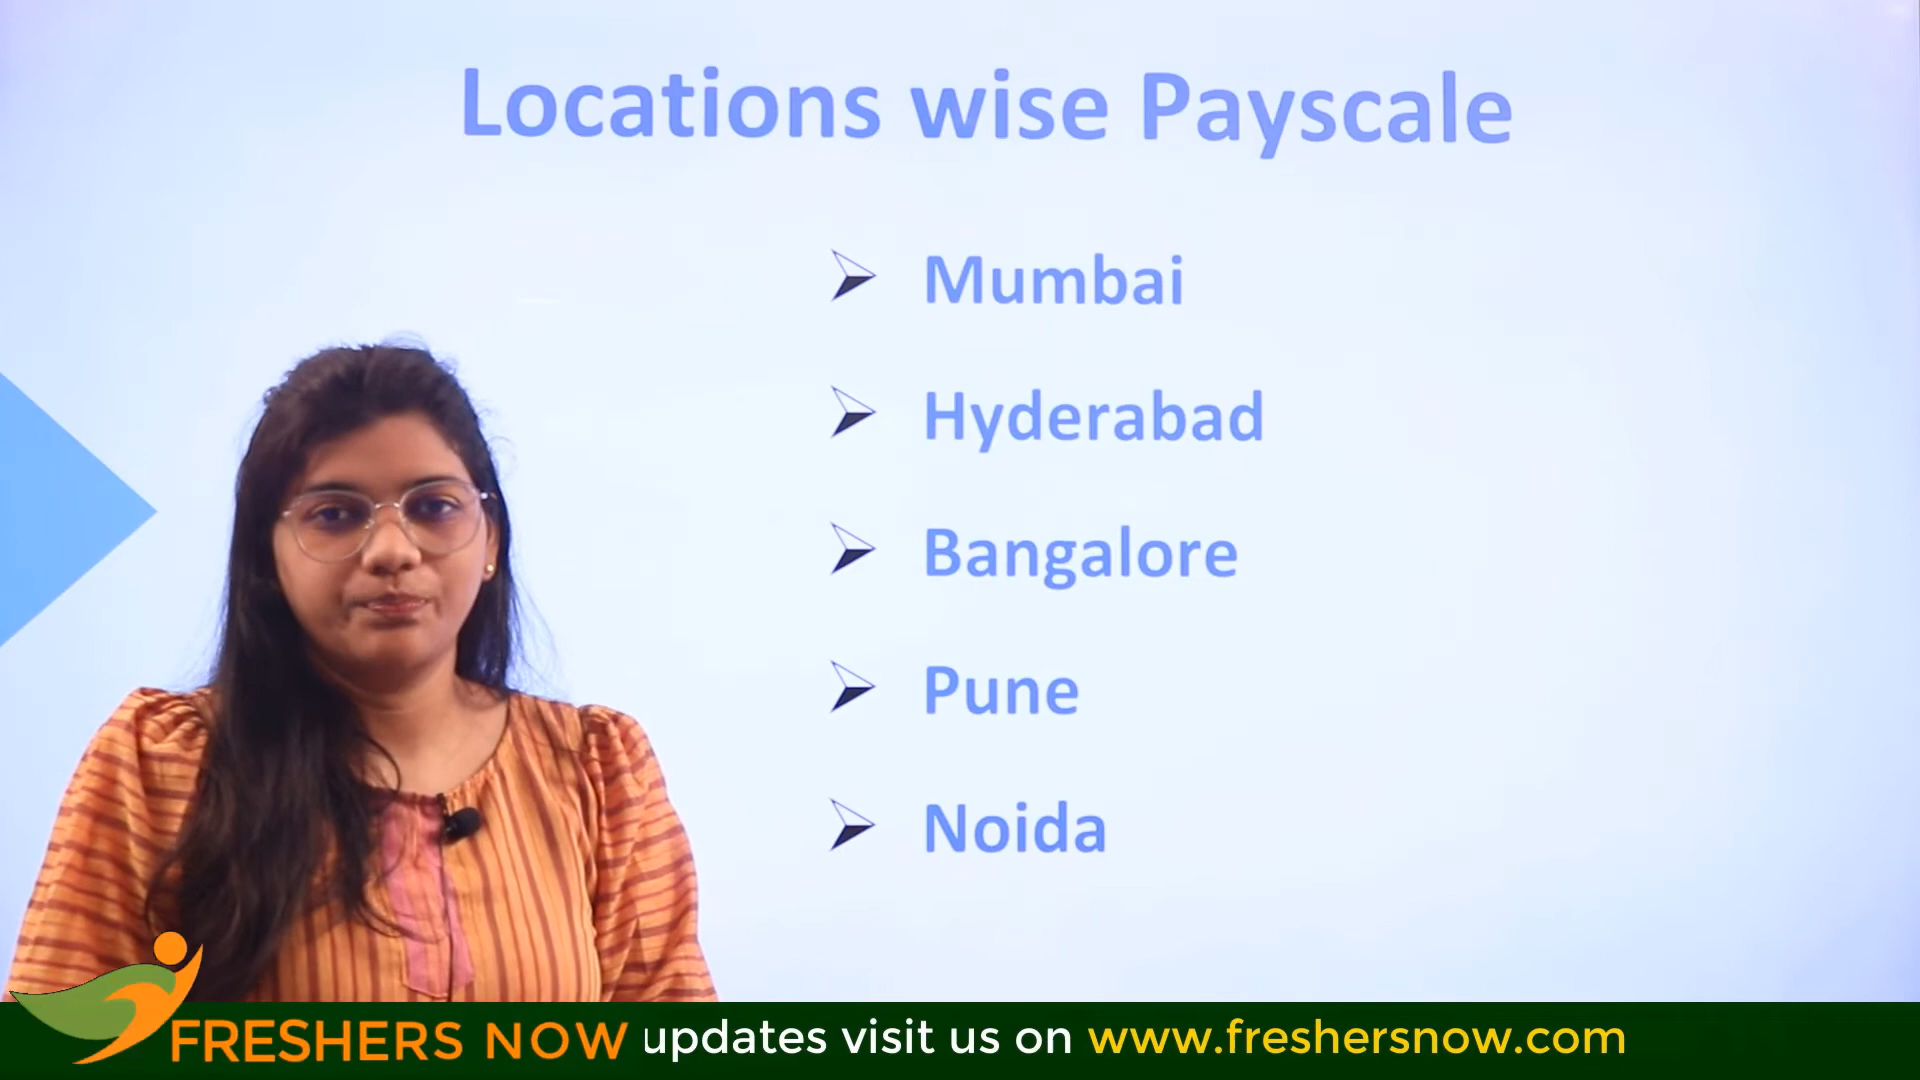 Locations wise Payscale
Mumbai
Hyderabad
Bangalore
Pune
Noida
FRESHERS NOW updates visit us on www.freshersnow.com